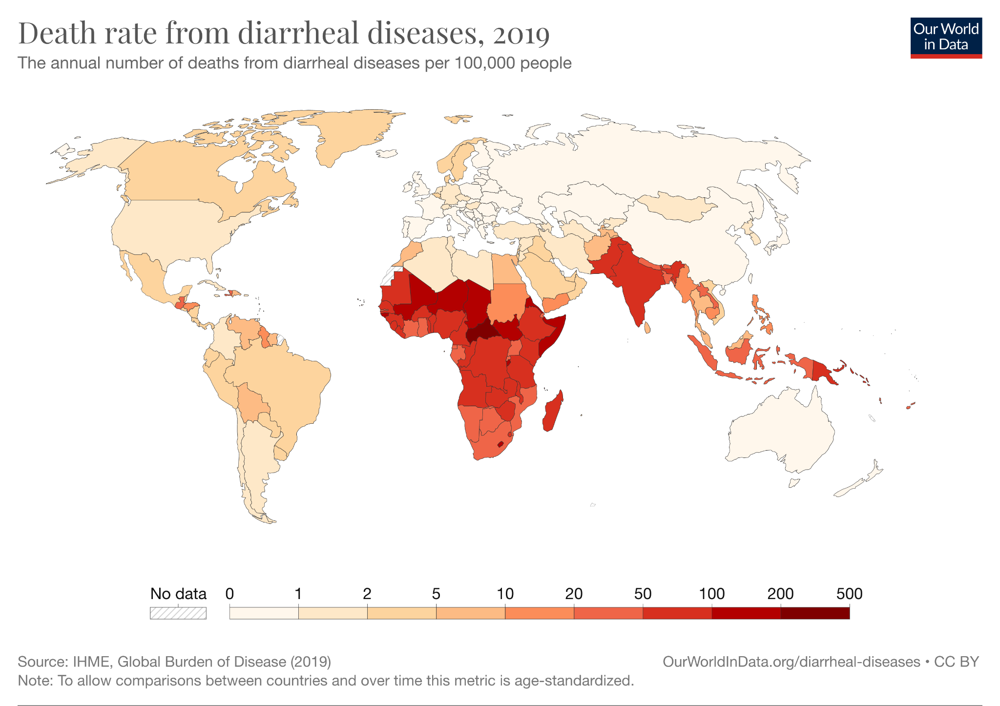 Death rate from diarrheal diseases, 2019
Our World
in Data
The annual number of deaths from diarrheal diseases per 100,000 people
No data 0 1 2 5 10 20 50 100 200 500
Source: IHME, Global Burden of Disease (2019) OurWorldInData.org/diarrheal-diseases • CC BY
Note: To allow comparisons between countries and over time this metric is age-standardized.